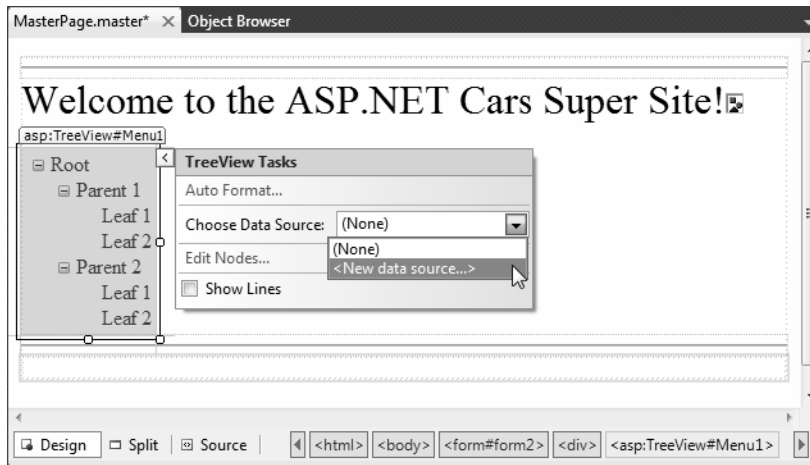 MasterPage.master* × Object Browser
Welcome to the ASP.NET Cars Super Site!
asp:TreeView#Menu1
Root
Parent 1
Leaf 1
Leaf 2
Parent 2
Leaf 1
Leaf 2
TreeView Tasks
Auto Format...
Choose Data Source: (None)
(None)
<New data source...>
Edit Nodes...
Show Lines
Design Split Source <html> <body> <form#form2> <div> <asp:TreeView#Menu1>